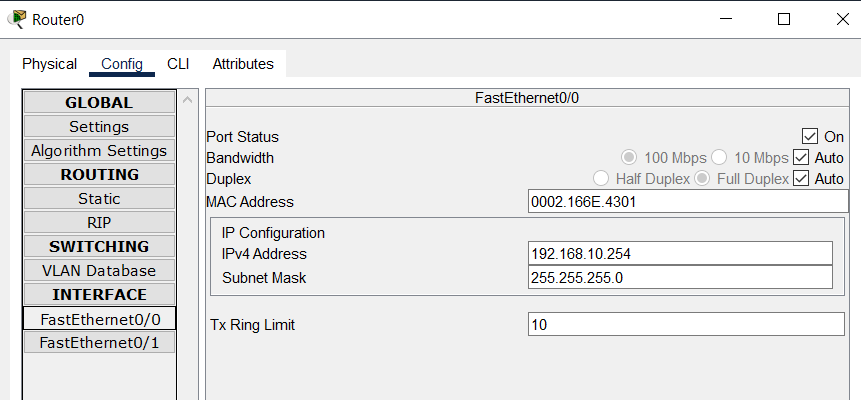 Router0
Physical Config CLI Attributes
GLOBAL
Settings
Algorithm Settings
ROUTING
Static
RIP
SWITCHING
VLAN Database
INTERFACE
FastEthernet0/0
FastEthernet0/1
FastEthernet0/0
Port Status On
Bandwidth 100 Mbps 10 Mbps Auto
Duplex Half Duplex Full Duplex Auto
MAC Address 0002.166E.4301
IP Configuration
IPv4 Address 192.168.10.254
Subnet Mask 255.255.255.0
Tx Ring Limit 10